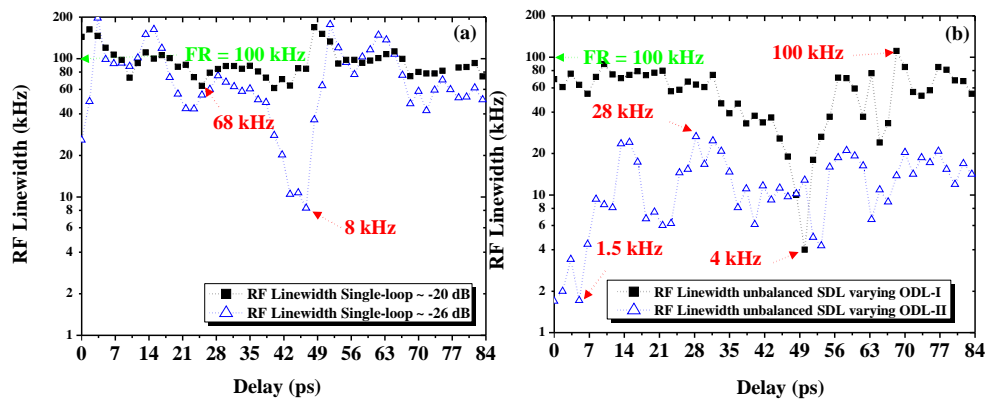 (a)
FR = 100 kHz
68 kHz
8 kHz
RF Linewidth Single-loop ~ -20 dB
RF Linewidth Single-loop ~ -26 dB
RF Linewidth (kHz)
200
100
80
60
40
20
10
8
6
4
2
1
0 7 14 21 28 35 42 49 56 63 70 77 84
Delay (ps)
(b)
FR = 100 kHz
100 kHz
28 kHz
1.5 kHz
4 kHz
RF Linewidth unbalanced SDL varying ODL-I
RF Linewidth unbalanced SDL varying ODL-II
RF Linewidth (kHz)
200
100
80
60
40
20
10
8
6
4
2
1
0 7 14 21 28 35 42 49 56 63 70 77 84
Delay (ps)